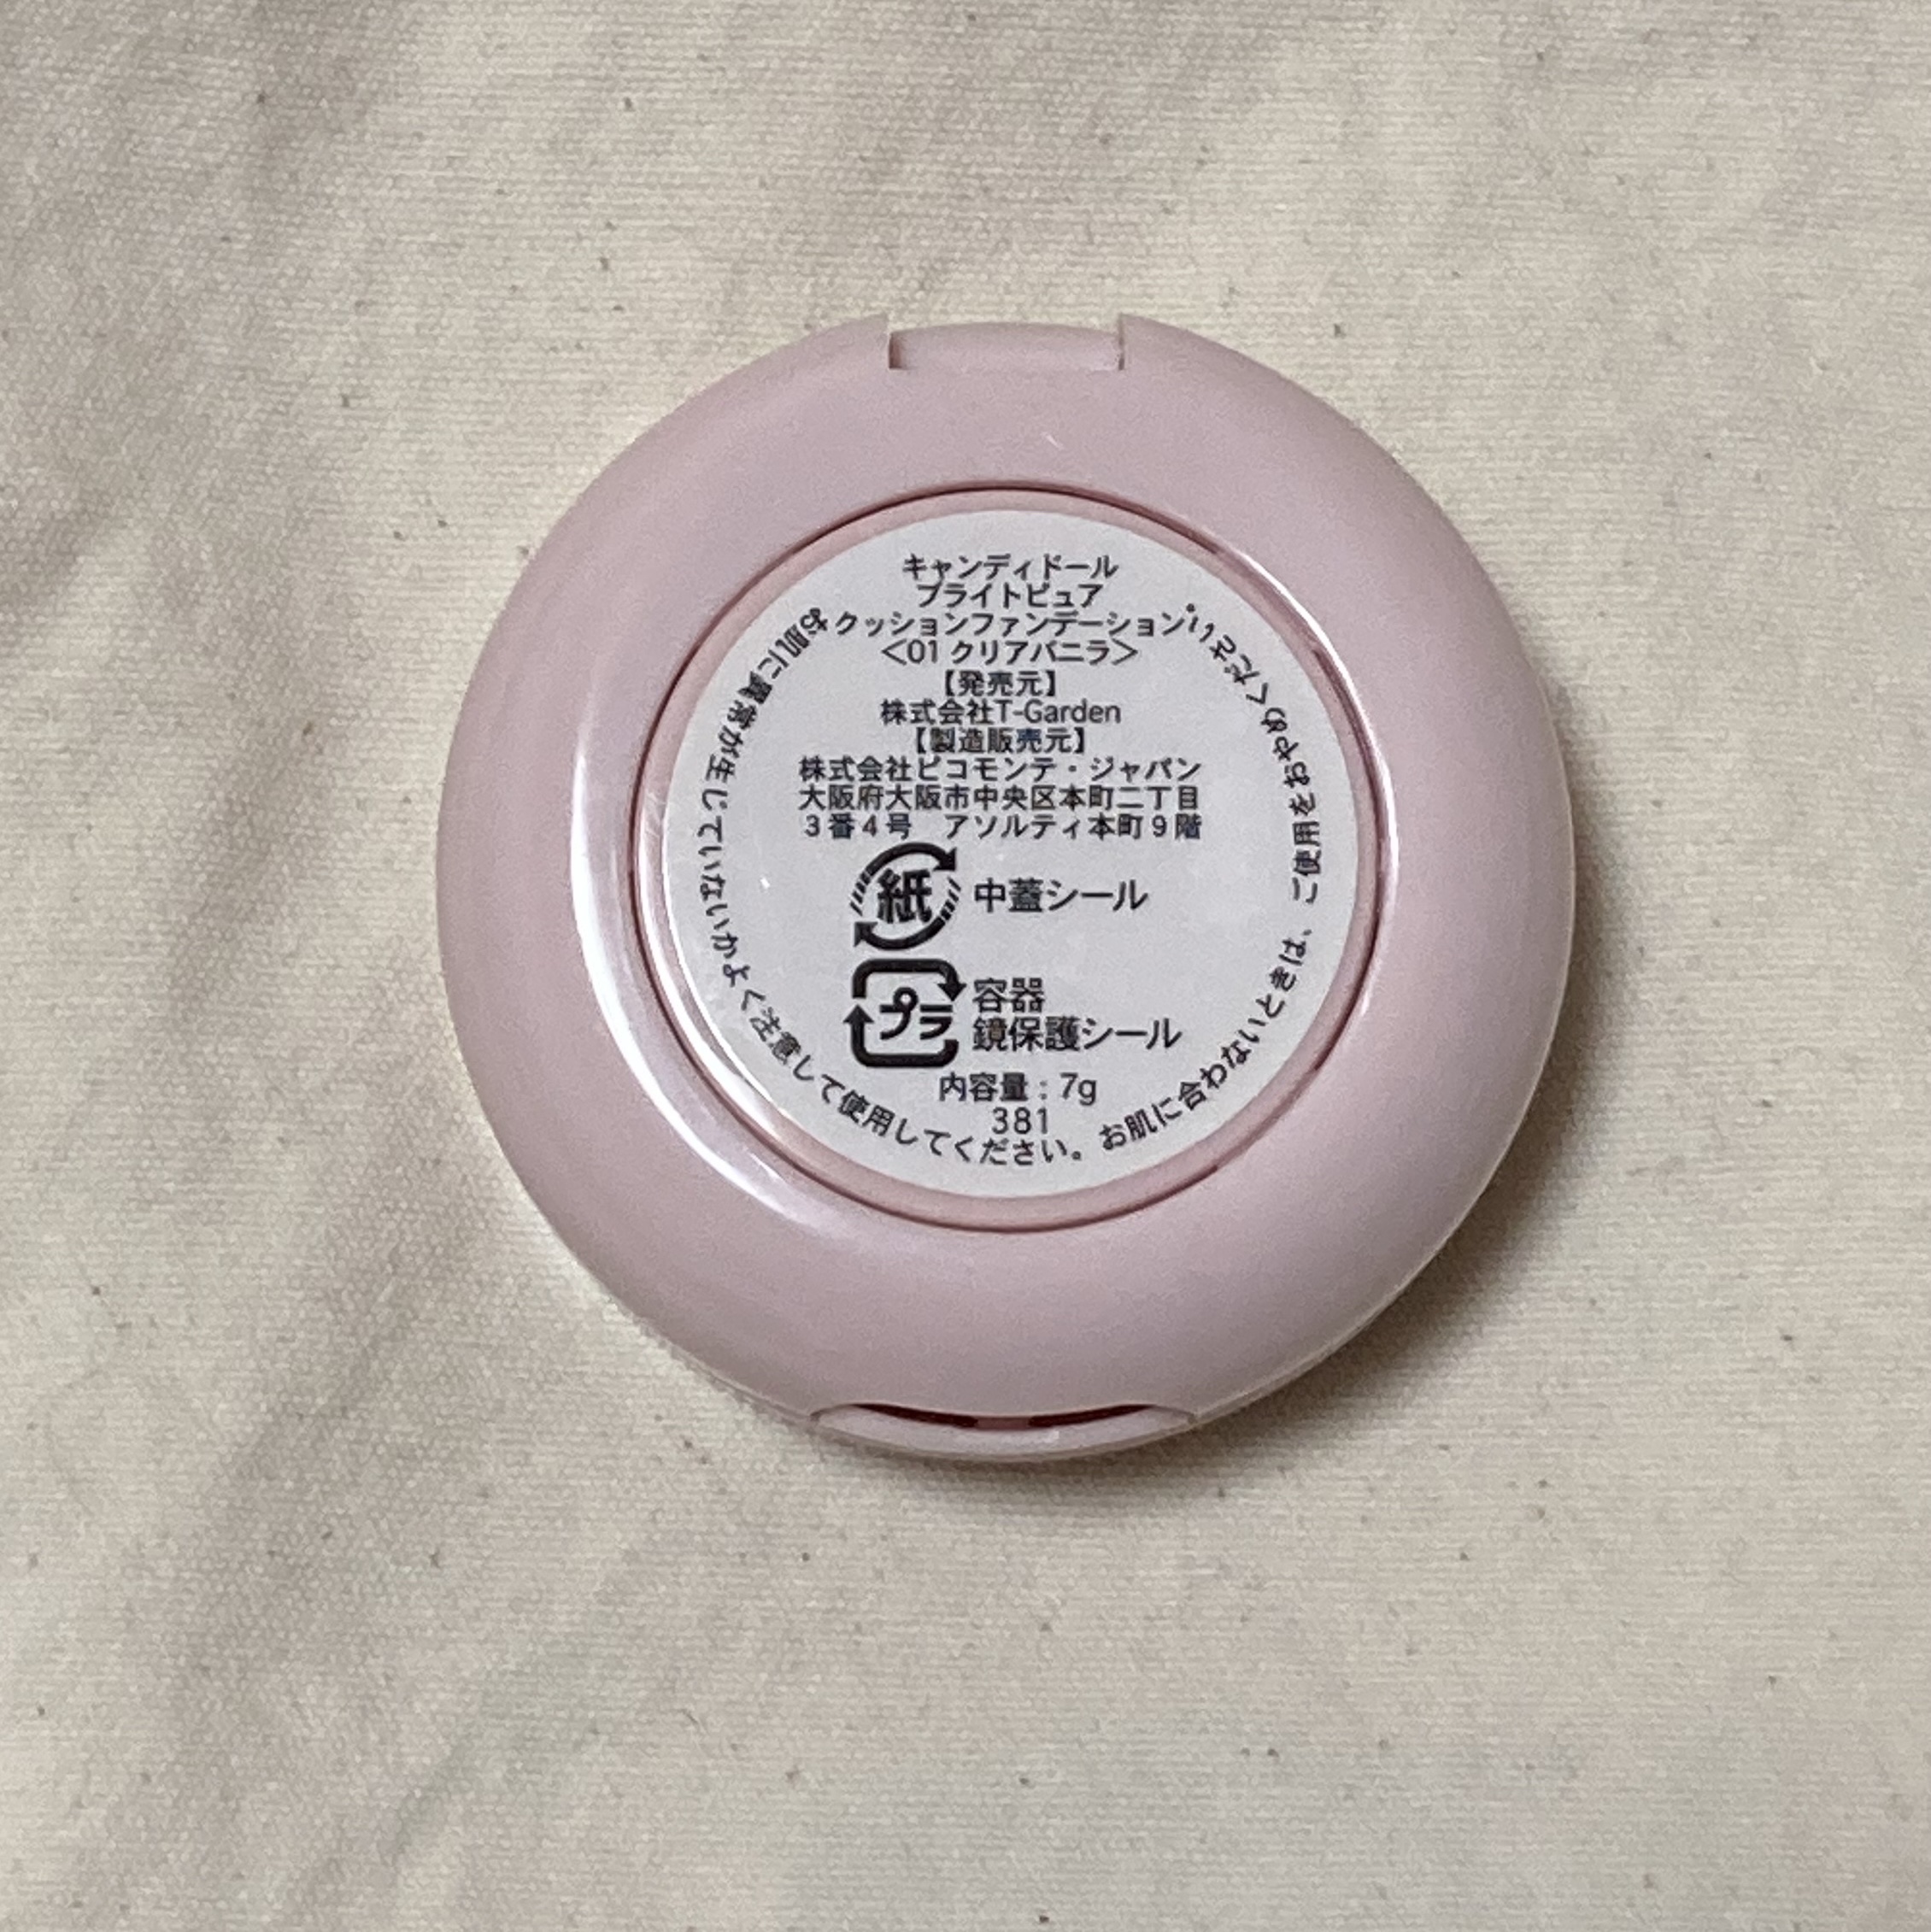 キャンディドール
ブライトピュア
クッションファンデーション
＜01 クリアバニラ＞
【発売元】
株式会社T-Garden
【製造販売元】
株式会社ピコモンテ・ジャパン
大阪府大阪市中央区本町二丁目
3番4号　アソルティ本町9階
紙 中蓋シール
プラ 容器
鏡保護シール
内容量：7g
381
お肌に異常が生じていないかよく注意して使用してください。お肌に合わないときは、ご使用をおやめください。